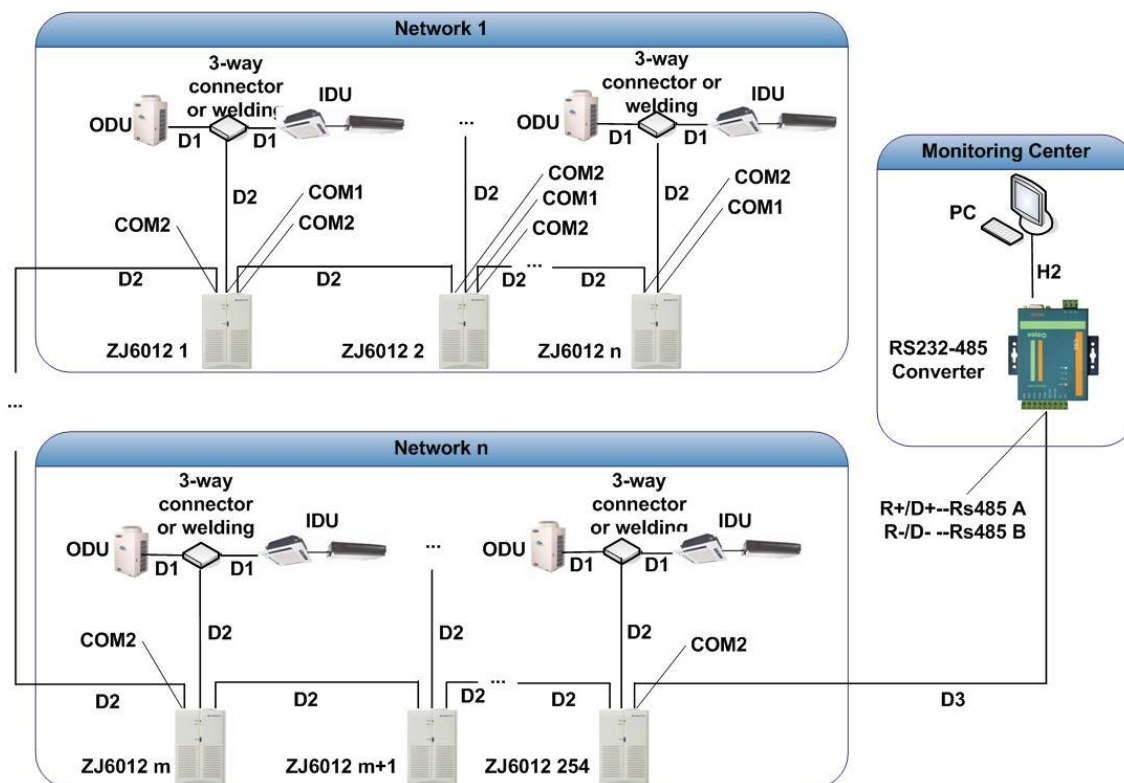 Network 1
3-way
connector
or welding
IDU
ODU
D1
D1
...
3-way
connector or
welding
IDU
ODU
D1
D1
D2
COM1
COM2
COM2
D2
COM2
COM1
COM2
D2
COM2
COM1
D2
D2
D2
...
D2
ZJ6012 1
ZJ6012 2
ZJ6012 n
...
Monitoring Center
PC
H2
RS232-485
Converter
R+/D+--Rs485 A
R-/D- --Rs485 B
Network n
3-way
connector
or welding
IDU
ODU
D1
D1
...
3-way
connector
or welding
IDU
ODU
D1
D1
COM2
D2
D2
D2
COM2
D2
D2
D2
...
D2
D3
ZJ6012 m
ZJ6012 m+1
ZJ6012 254